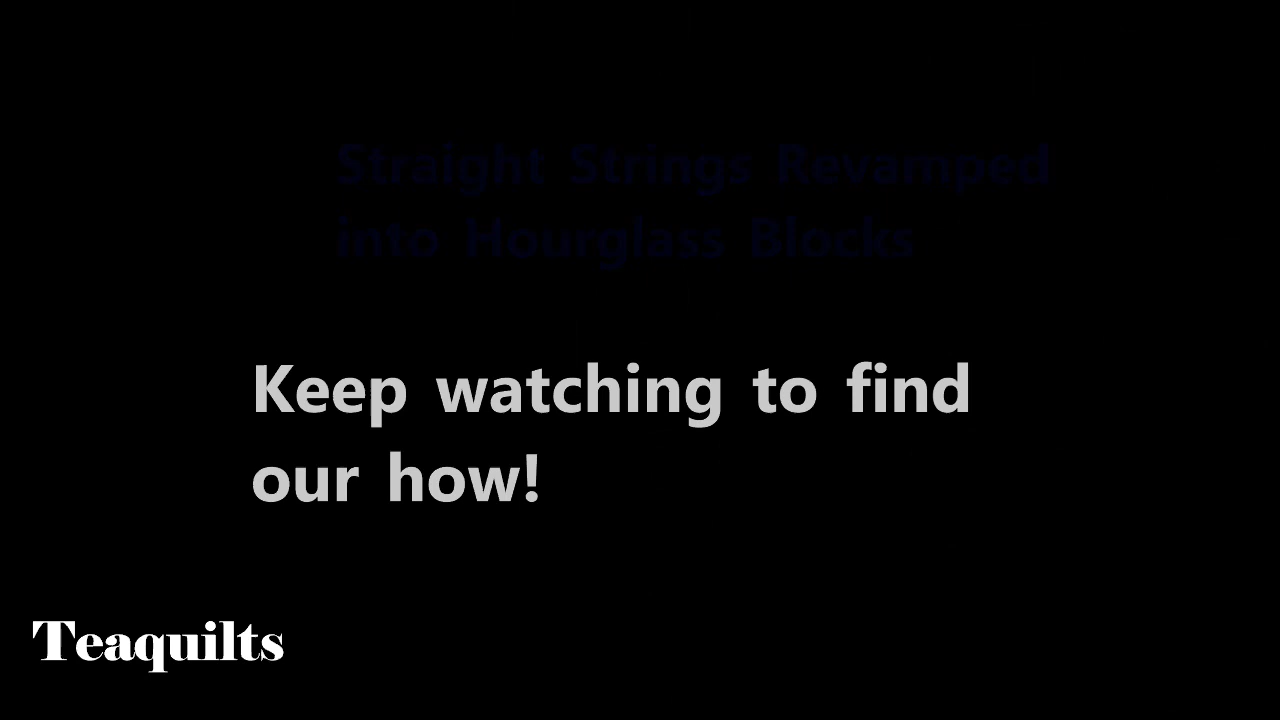 Straight Strings Revamped
into Hourglass Blocks
Keep watching to find
our how!
Teaquilts